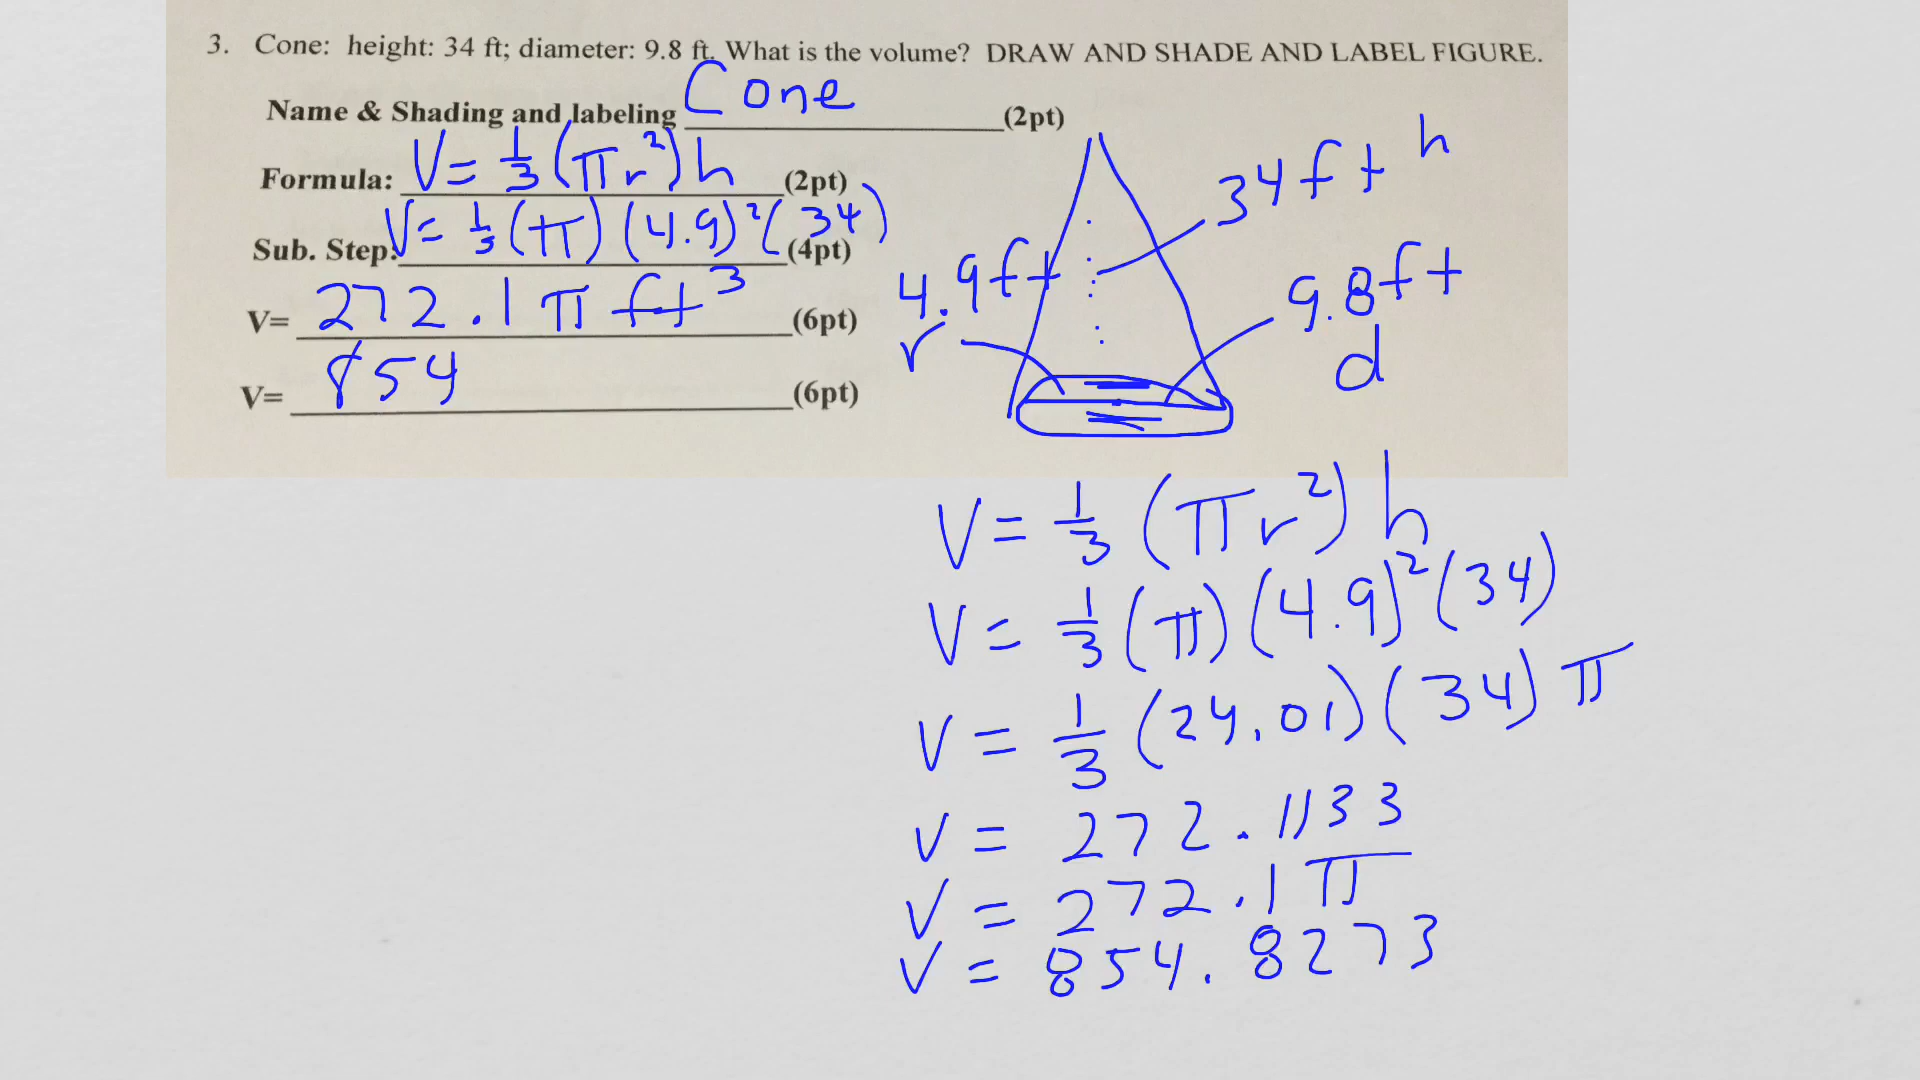 3. Cone: height: 34 ft; diameter: 9.8 ft. What is the volume? DRAW AND SHADE AND LABEL FIGURE.
Name & Shading and labeling Cone (2pt)
Formula: V = 1/3 (πr²)h (2pt)
Sub. Step: V = 1/3 (π) (4.9)² (34) (4pt)
V= 272.1 π ft³ (6pt)
V= 854 (6pt)
34 ft h
4.9 ft
r
9.8 ft
d
V = 1/3 (πr²) h
V = 1/3 (π) (4.9)² (34)
V = 1/3 (24.01) (34) π
V = 272.1133
V = 272.1 π
V = 854.8273